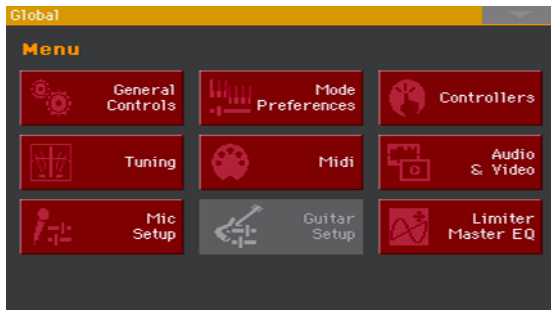 Global
Menu
General
Controls
Mode
Preferences
Controllers
Tuning
Midi
Audio
& Video
Mic
Setup
Guitar
Setup
Limiter
Master EQ